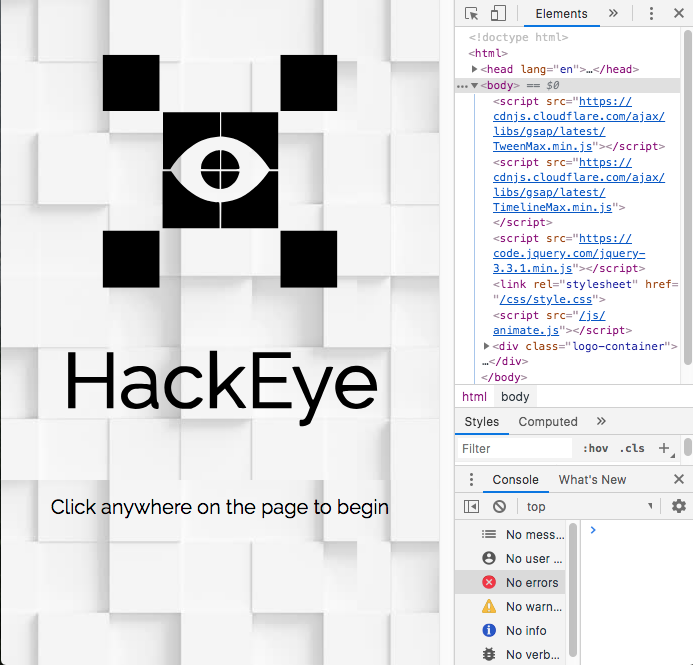 HackEye
Click anywhere on the page to begin
Elements
<!doctype html>
<html>
<head lang="en">…</head>
<body> == $0
<script src="https://
cdnjs.cloudflare.com/ajax/
libs/gsap/latest/
TweenMax.min.js"></script>
<script src="https://
cdnjs.cloudflare.com/ajax/
libs/gsap/latest/
TimelineMax.min.js">
</script>
<script src="https://
code.jquery.com/jquery-
3.3.1.min.js"></script>
<link rel="stylesheet" href=
"/css/style.css">
<script src="/js/
animate.js"></script>
<div class="logo-container">
…</div>
</body>
html body
Styles Computed
Filter :hov .cls
Console What's New
top
No mess...
No user ...
No errors
No warn...
No info
No verb...